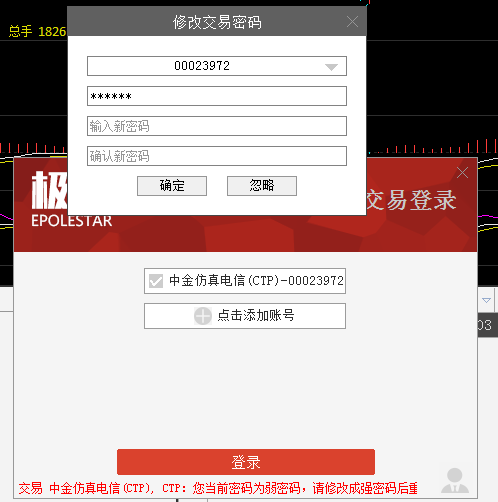 修改交易密码
总手 1826
00023972
******
输入新密码
确认新密码
确定 忽略
极
EPOLESTAR
交易登录
中金仿真电信(CTP)-00023972
点击添加账号
03
登录
交易 中金仿真电信(CTP), CTP：您当前密码为弱密码，请修改成强密码后重